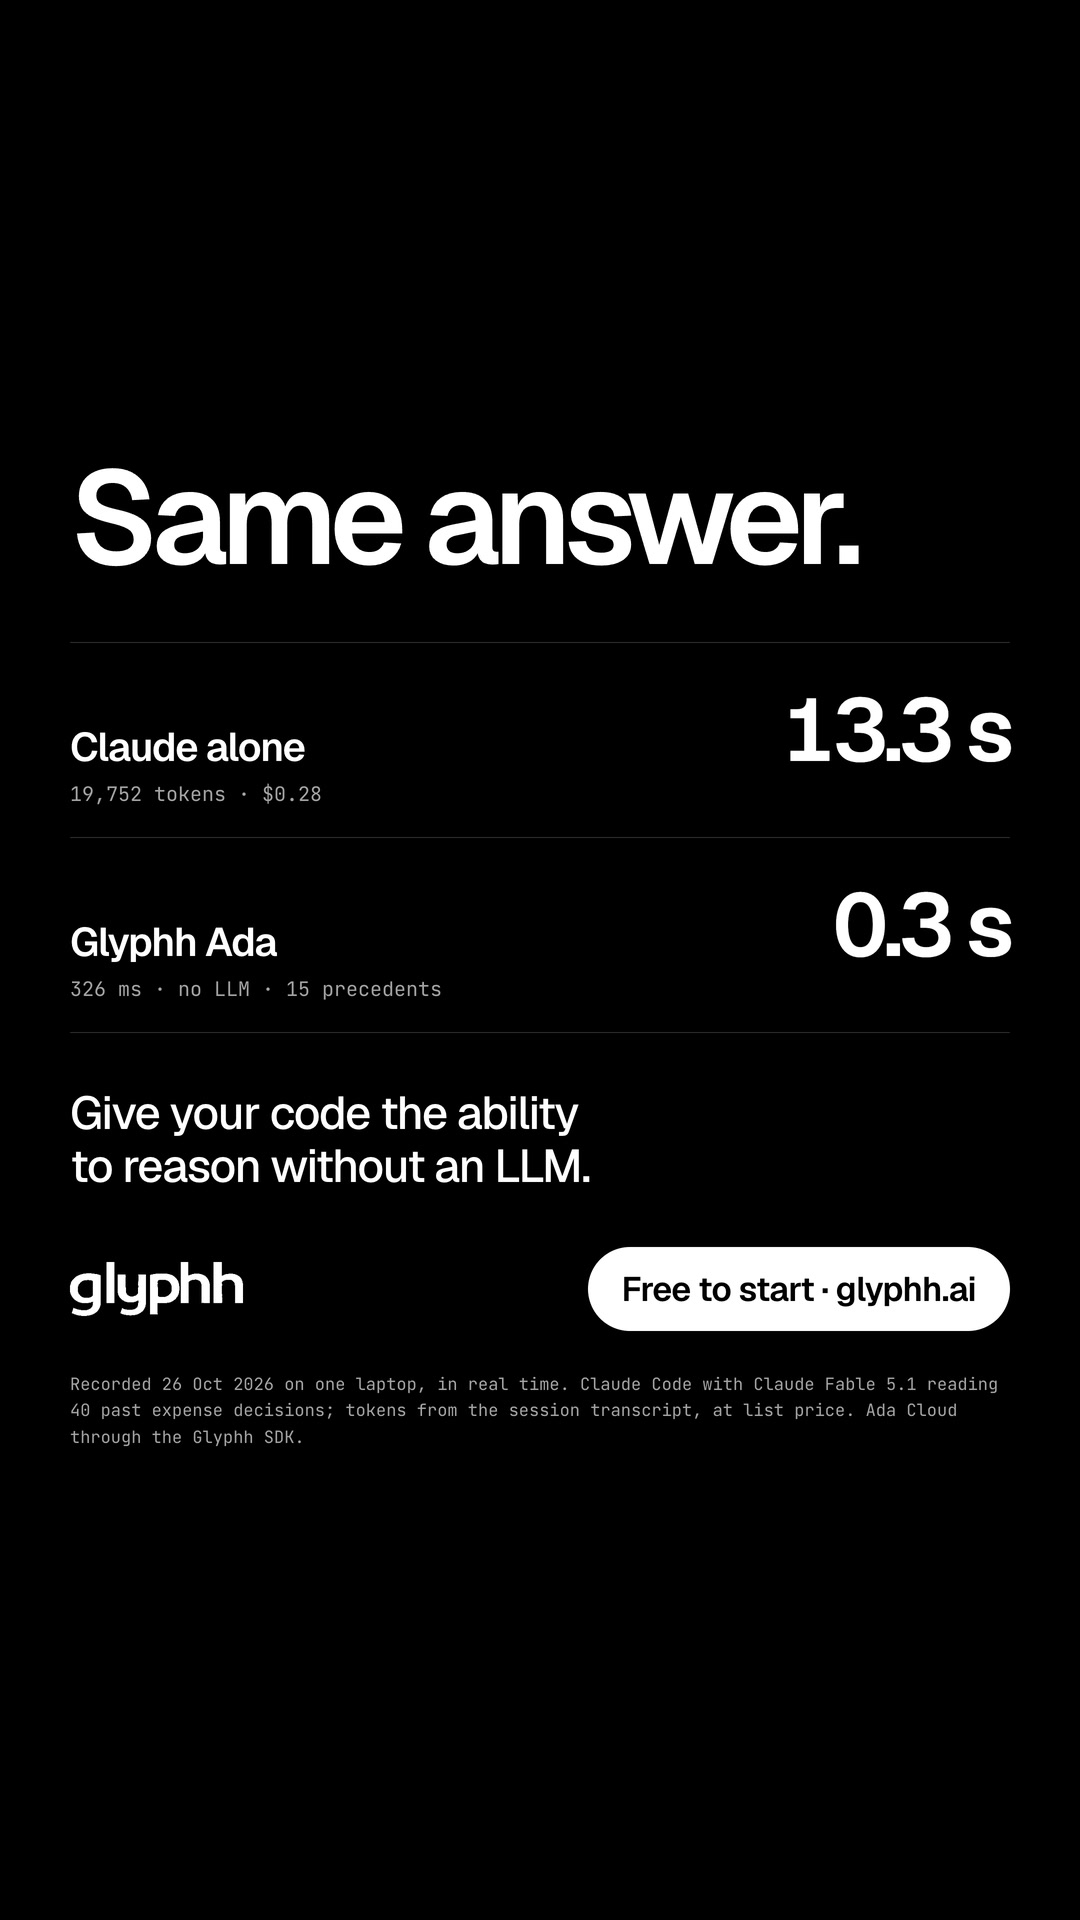 Same answer.
Claude alone
13.3 s
19,752 tokens · $0.28
Glyphh Ada
0.3 s
326 ms · no LLM · 15 precedents
Give your code the ability
to reason without an LLM.
glyphh
Free to start · glyphh.ai
Recorded 26 Oct 2026 on one laptop, in real time. Claude Code with Claude Fable 5.1 reading
40 past expense decisions; tokens from the session transcript, at list price. Ada Cloud
through the Glyphh SDK.